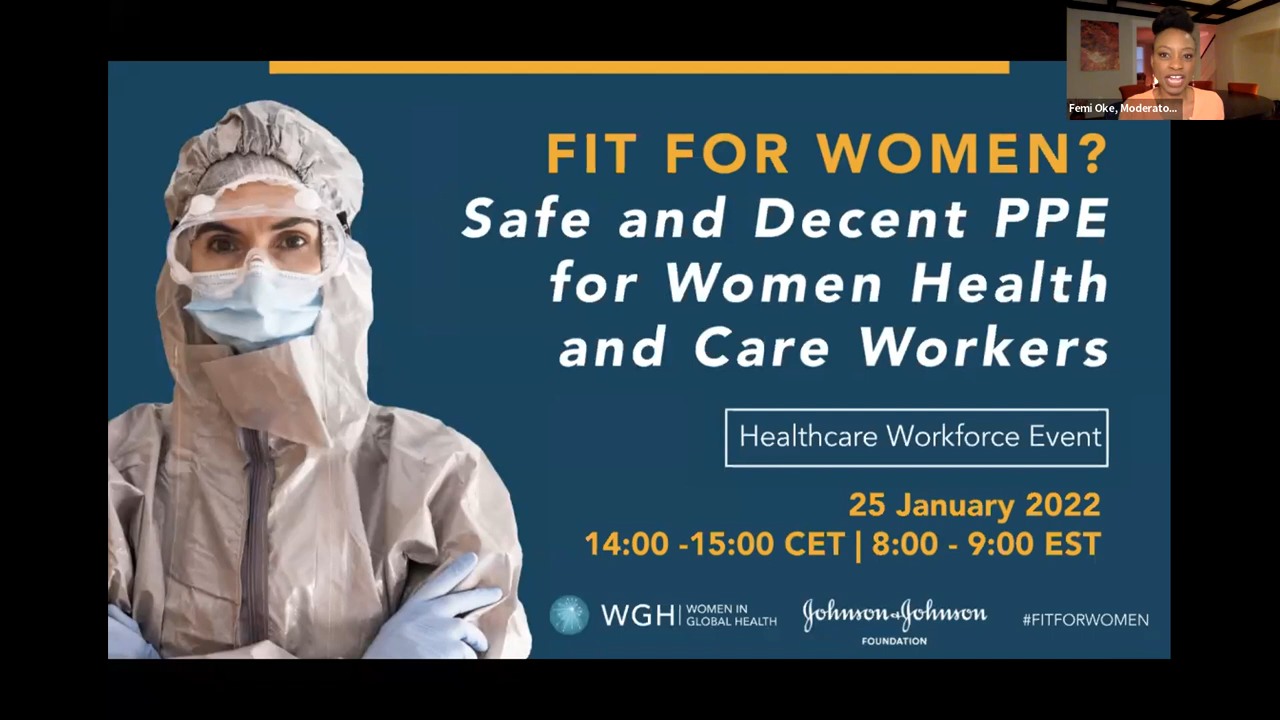 Femi Oke, Moderato...
FIT FOR WOMEN?
Safe and Decent PPE
for Women Health
and Care Workers
Healthcare Workforce Event
25 January 2022
14:00 -15:00 CET | 8:00 - 9:00 EST
WGH | WOMEN IN
GLOBAL HEALTH
Johnson & Johnson
FOUNDATION
#FITFORWOMEN